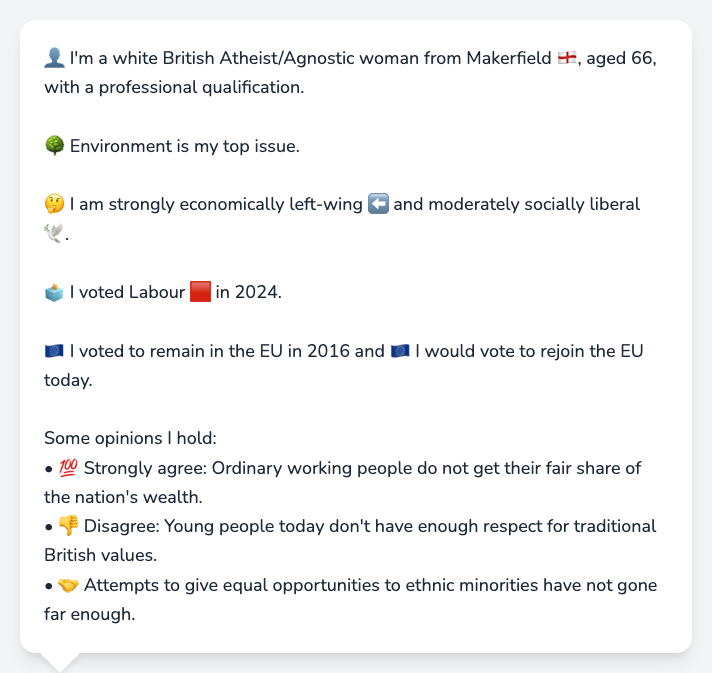 👤 I'm a white British Atheist/Agnostic woman from Makerfield 🏴󠁧󠁢󠁥󠁮󠁧󠁿, aged 66,
with a professional qualification.
🌳 Environment is my top issue.
🤔 I am strongly economically left-wing ⬅️ and moderately socially liberal
🕊️.
🗳️ I voted Labour 🟥 in 2024.
🇪🇺 I voted to remain in the EU in 2016 and 🇪🇺 I would vote to rejoin the EU
today.
Some opinions I hold:
• 💯 Strongly agree: Ordinary working people do not get their fair share of
the nation's wealth.
• 👎 Disagree: Young people today don't have enough respect for traditional
British values.
• 🤝 Attempts to give equal opportunities to ethnic minorities have not gone
far enough.